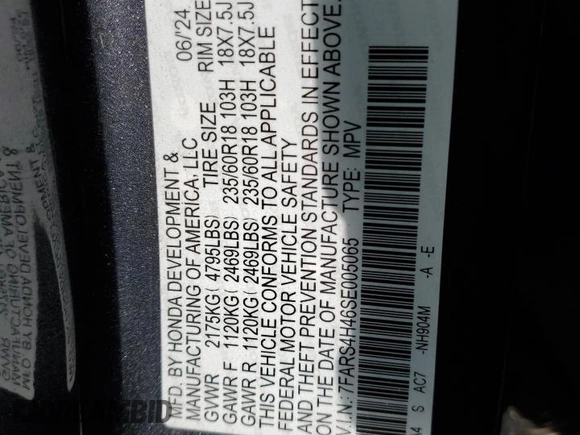 MFD. BY HONDA DEVELOPMENT & 06/'24
MANUFACTURING OF AMERICA, LLC
GVWR 2175KG( 4795LBS) TIRE SIZE RIM SIZE
GAWR F 1120KG( 2469LBS) 235/60R18 103H 18X7.5J
GAWR R 1120KG( 2469LBS) 235/60R18 103H 18X7.5J
THIS VEHICLE CONFORMS TO ALL APPLICABLE
FEDERAL MOTOR VEHICLE SAFETY
AND THEFT PREVENTION STANDARDS IN EFFECT
ON THE DATE OF MANUFACTURE SHOWN ABOVE.
V.I.N.: 7FARS4H46SE005065 TYPE: MPV
S AC7 -NH904M -A -E